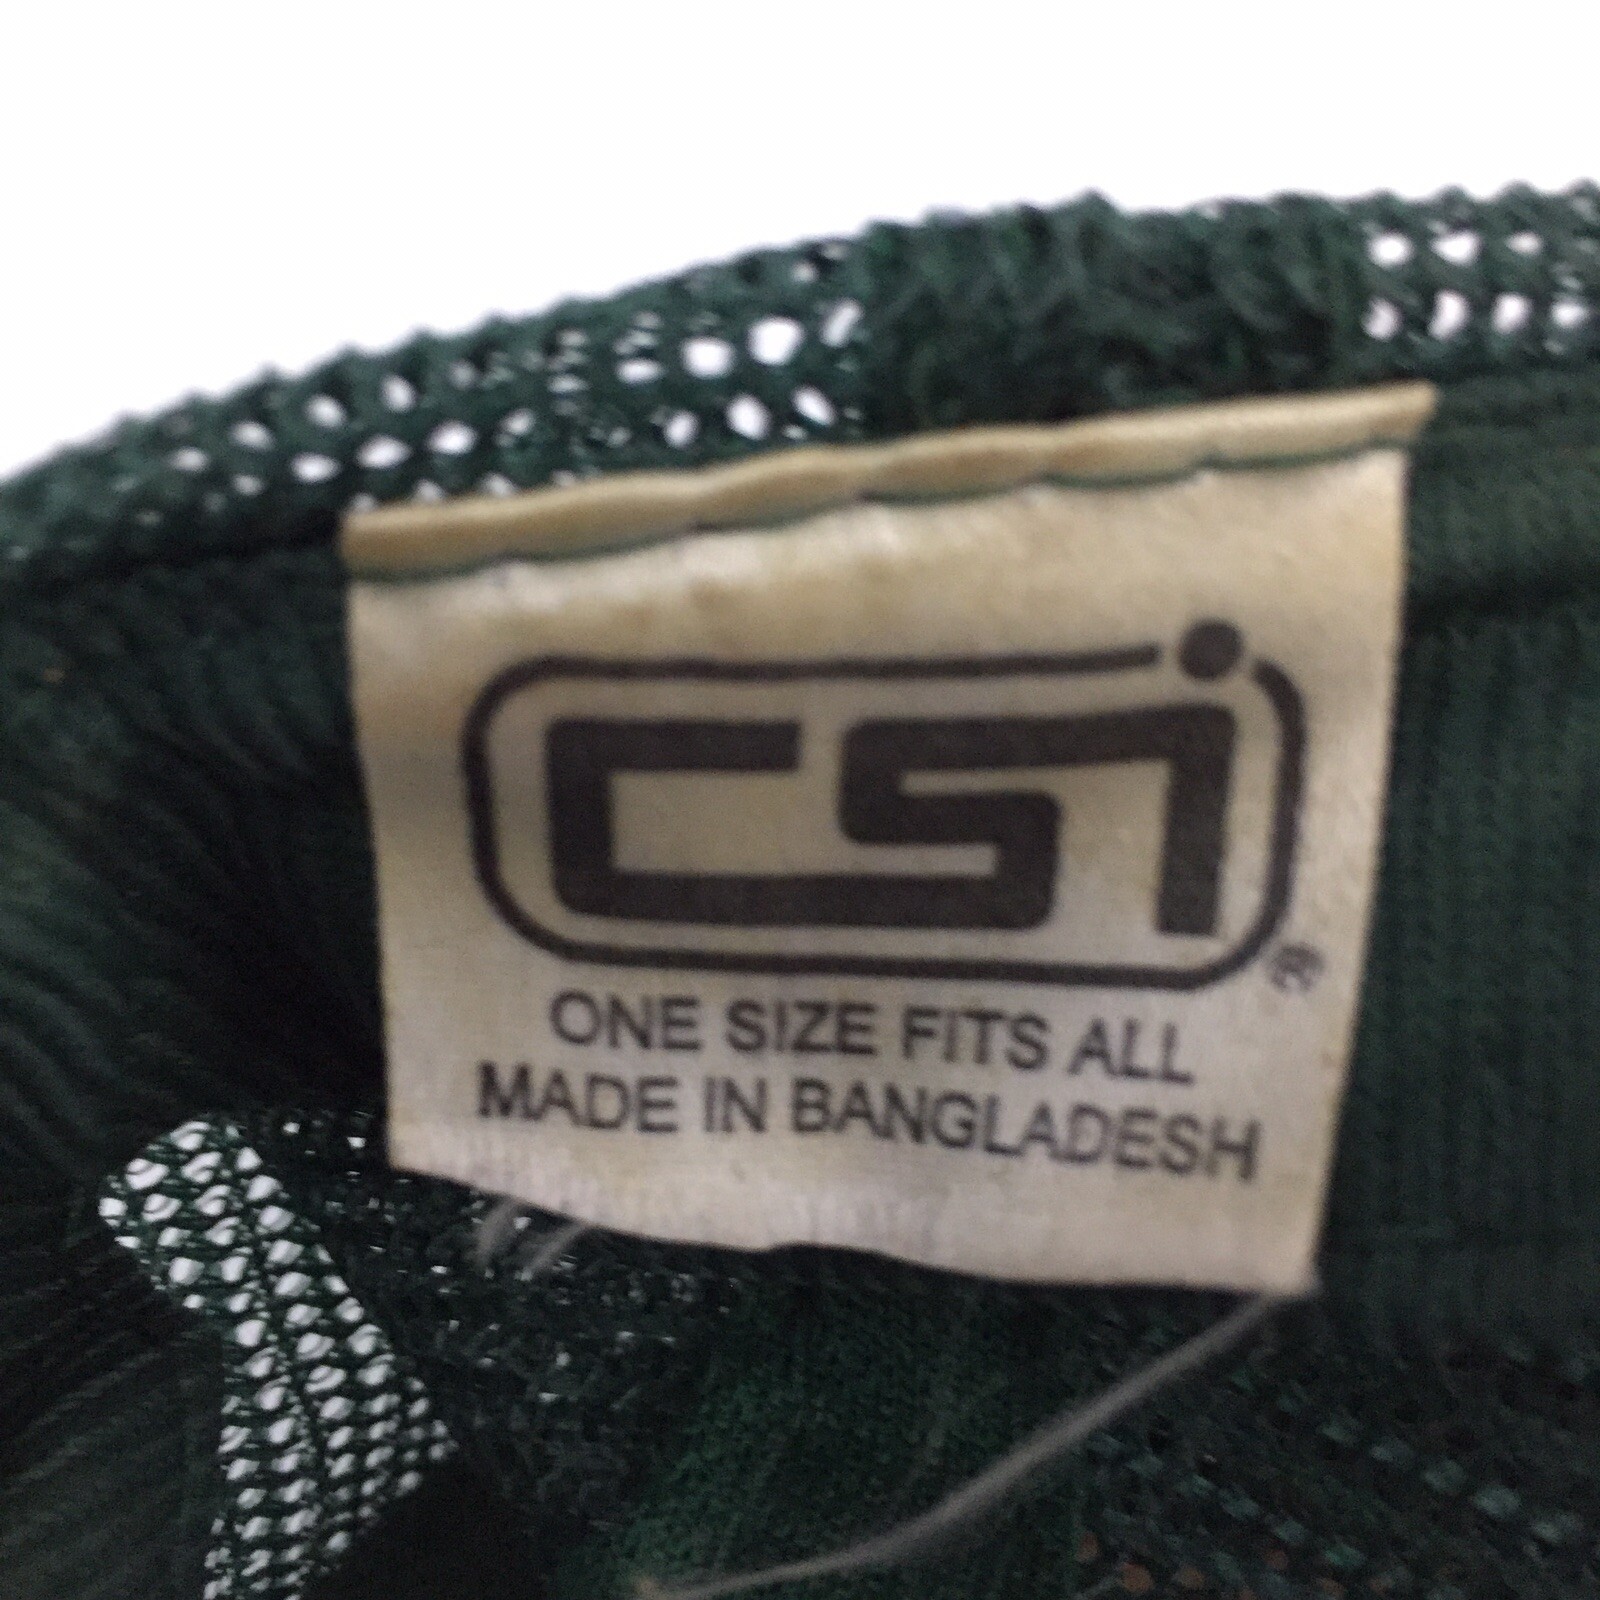 csi®
ONE SIZE FITS ALL
MADE IN BANGLADESH